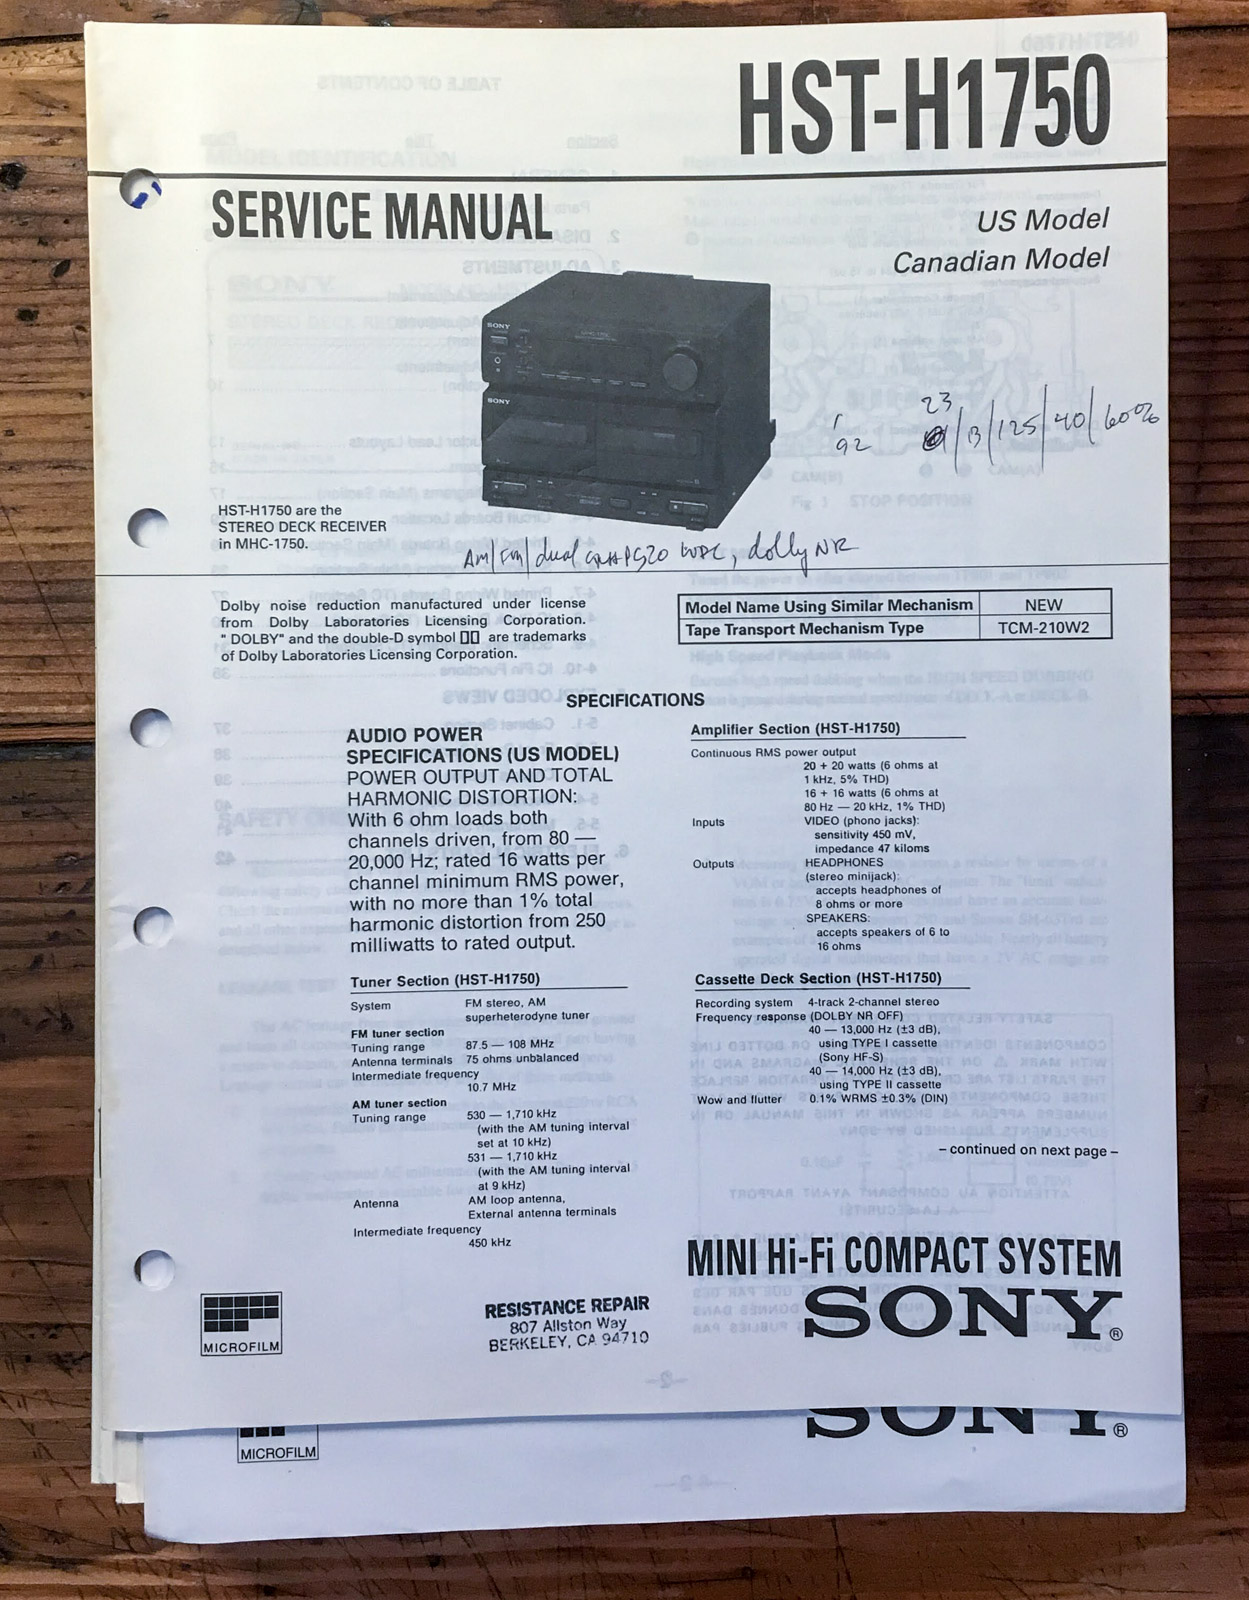 HST-H1750
SERVICE MANUAL
US Model
Canadian Model
SONY
SONY
'92
23
/13/125/40/60%
HST-H1750 are the
STEREO DECK RECEIVER
in MHC-1750.
AM/FM/dual dolly NR
Dolby noise reduction manufactured under license
from Dolby Laboratories Licensing Corporation.
" DOLBY" and the double-D symbol are trademarks
of Dolby Laboratories Licensing Corporation.
Model Name Using Similar Mechanism NEW
Tape Transport Mechanism Type TCM-210W2
SPECIFICATIONS
AUDIO POWER
SPECIFICATIONS (US MODEL)
POWER OUTPUT AND TOTAL
HARMONIC DISTORTION:
With 6 ohm loads both
channels driven, from 80 —
20,000 Hz; rated 16 watts per
channel minimum RMS power,
with no more than 1% total
harmonic distortion from 250
milliwatts to rated output.
Tuner Section (HST-H1750)
System FM stereo, AM
superheterodyne tuner
FM tuner section
Tuning range 87.5 — 108 MHz
Antenna terminals 75 ohms unbalanced
Intermediate frequency
10.7 MHz
AM tuner section
Tuning range 530 — 1,710 kHz
(with the AM tuning interval
set at 10 kHz)
531 — 1,710 kHz
(with the AM tuning interval
at 9 kHz)
Antenna AM loop antenna,
External antenna terminals
Intermediate frequency
450 kHz
Amplifier Section (HST-H1750)
Continuous RMS power output
20 + 20 watts (6 ohms at
1 kHz, 5% THD)
16 + 16 watts (6 ohms at
80 Hz — 20 kHz, 1% THD)
Inputs VIDEO (phono jacks):
sensitivity 450 mV,
impedance 47 kiloms
Outputs HEADPHONES
(stereo minijack):
accepts headphones of
8 ohms or more
SPEAKERS:
accepts speakers of 6 to
16 ohms
Cassette Deck Section (HST-H1750)
Recording system 4-track 2-channel stereo
Frequency response (DOLBY NR OFF)
40 — 13,000 Hz (±3 dB),
using TYPE I cassette
(Sony HF-S)
40 — 14,000 Hz (±3 dB),
using TYPE II cassette
Wow and flutter 0.1% WRMS ±0.3% (DIN)
– continued on next page –
MINI Hi-Fi COMPACT SYSTEM
SONY®
MICROFILM
RESISTANCE REPAIR
807 Allston Way
BERKELEY, CA 94710
SONY®
MICROFILM